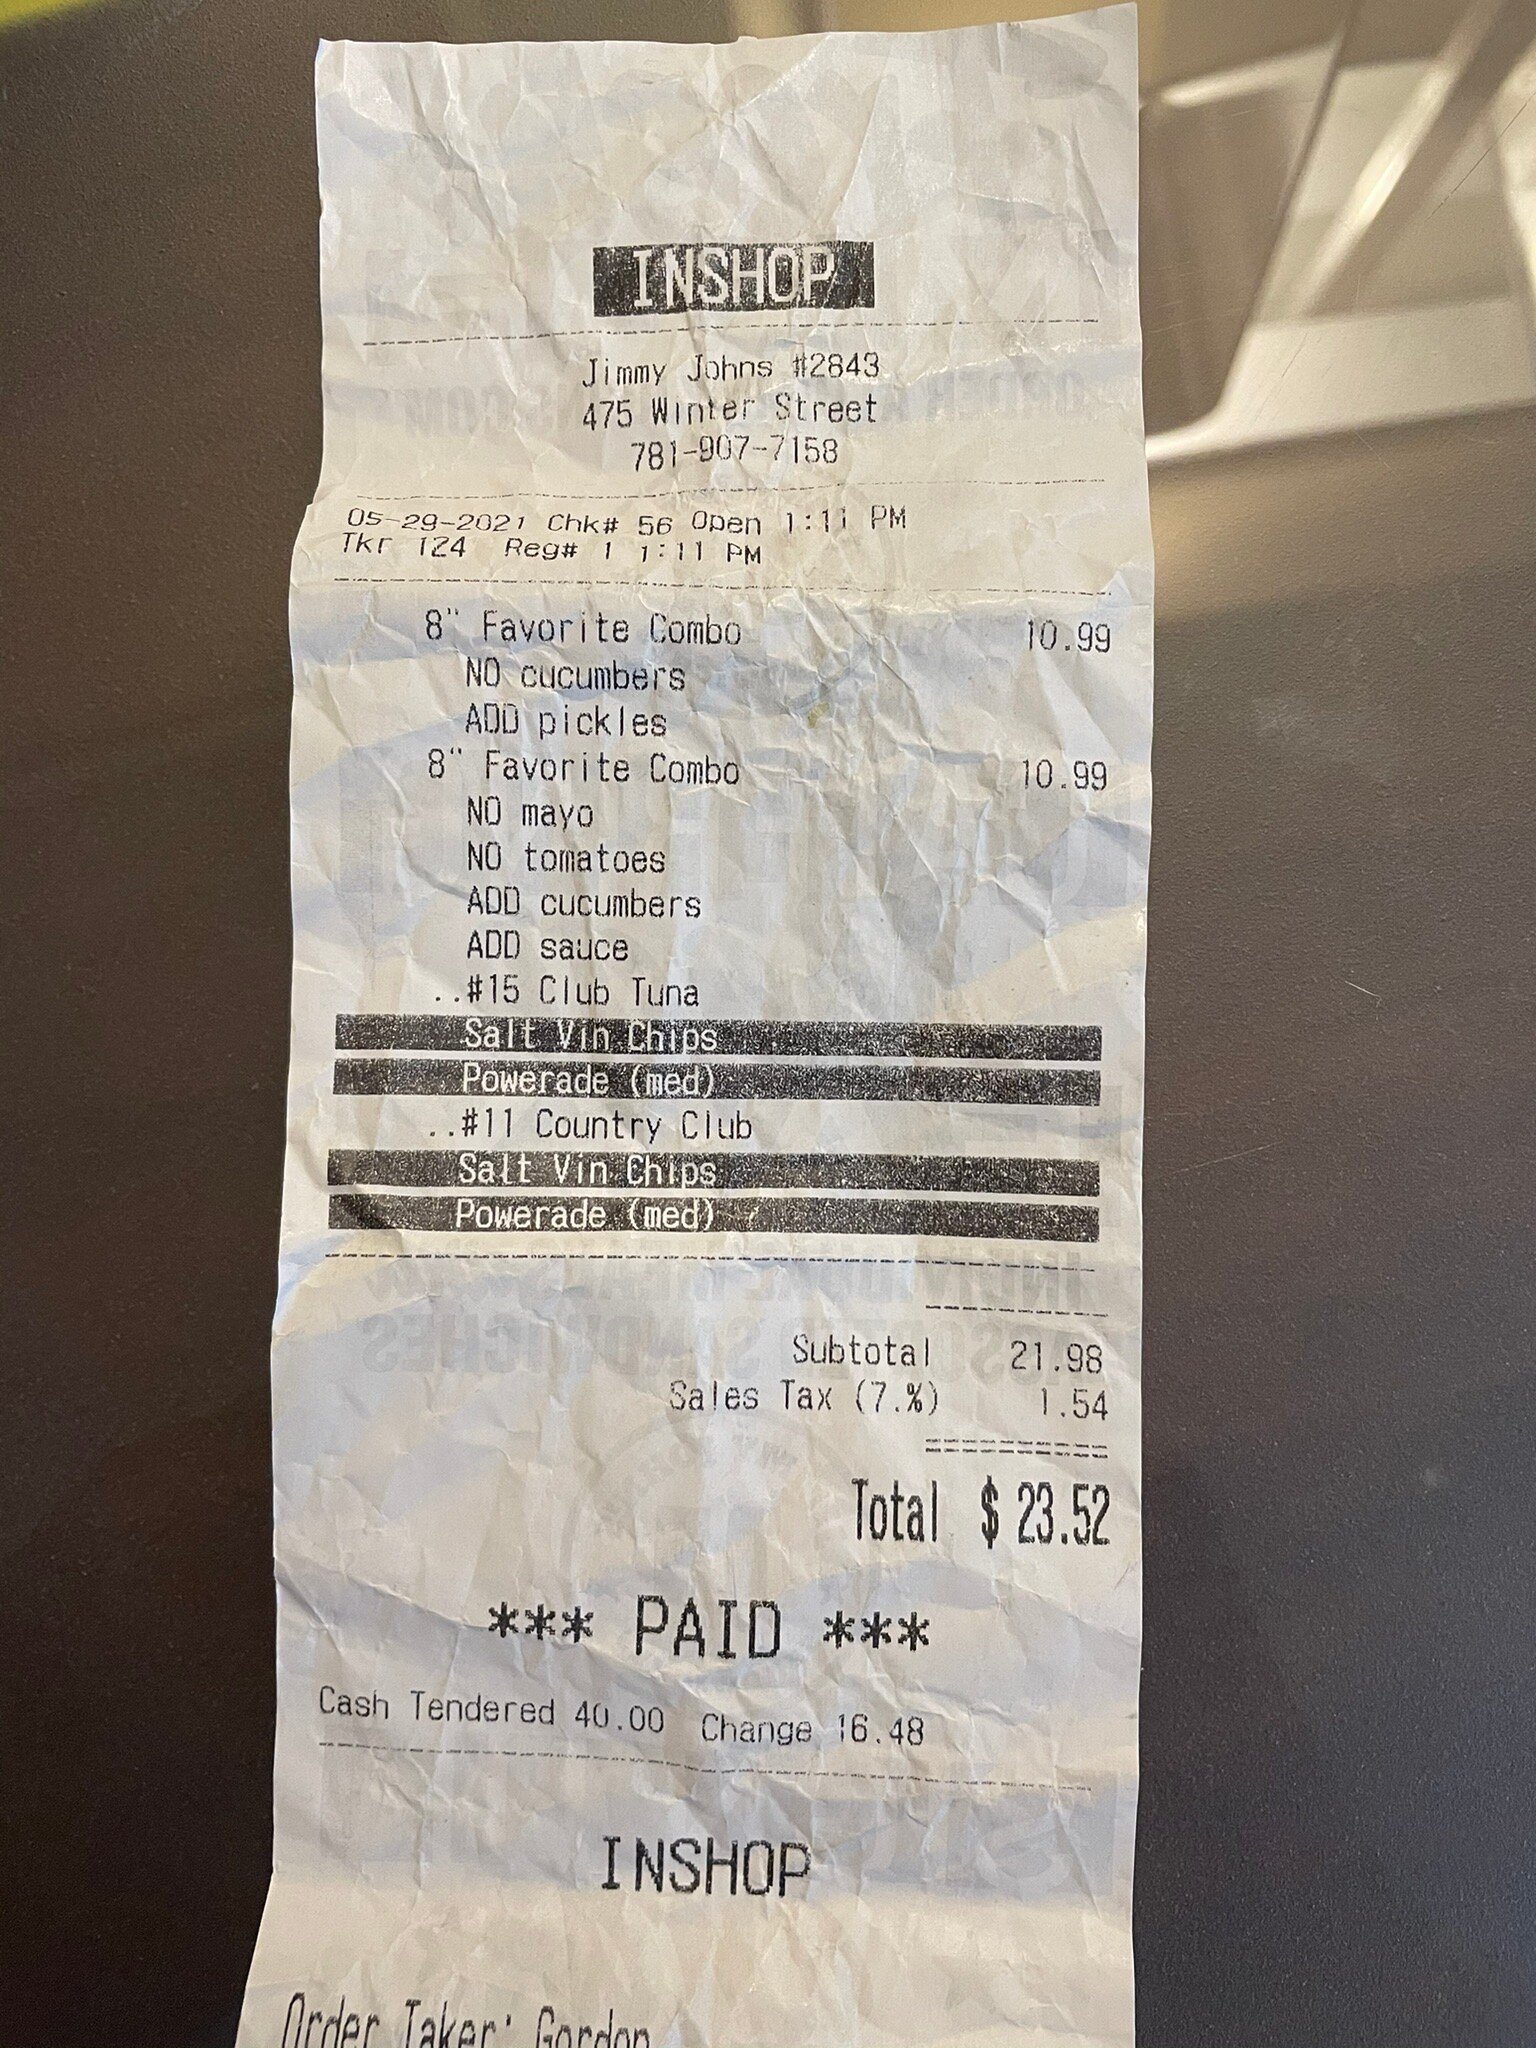 INSHOP
Jimmy Johns #2843
475 Winter Street
781-907-7158
05-29-2021 Chk# 56 Open 1:11 PM
Tkr 124 Reg# 1 1:11 PM
8" Favorite Combo 10.99
NO cucumbers
ADD pickles
8" Favorite Combo 10.99
NO mayo
NO tomatoes
ADD cucumbers
ADD sauce
..#15 Club Tuna
Salt Vin Chips
Powerade (med)
..#11 Country Club
Salt Vin Chips
Powerade (med)
Subtotal 21.98
Sales Tax (7.%) 1.54
Total $ 23.52
*** PAID ***
Cash Tendered 40.00 Change 16.48
INSHOP
Order Taker: Gordon